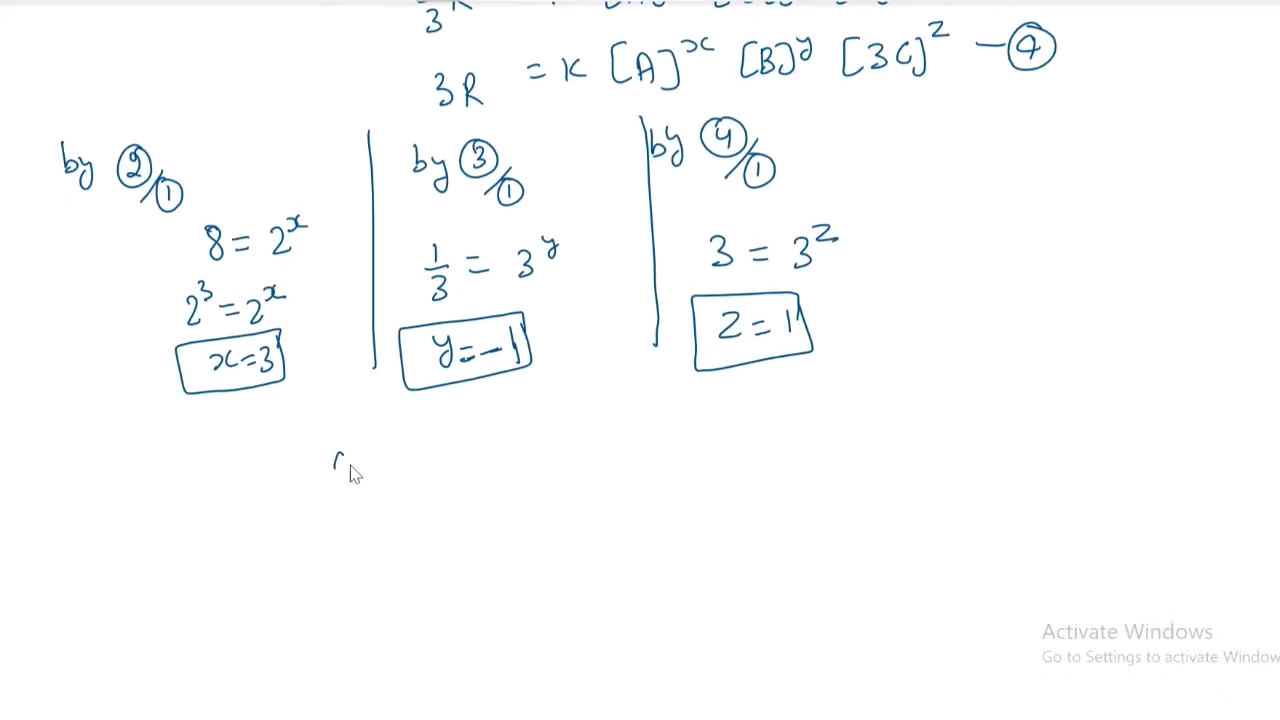 3R = K [A]^x [B]^y [3C]^z — ④
by ②/①
8 = 2^x
2^3 = 2^x
x = 3
by ③/①
1/3 = 3^y
y = -1
by ④/①
3 = 3^z
z = 1
Activate Windows
Go to Settings to activate Window